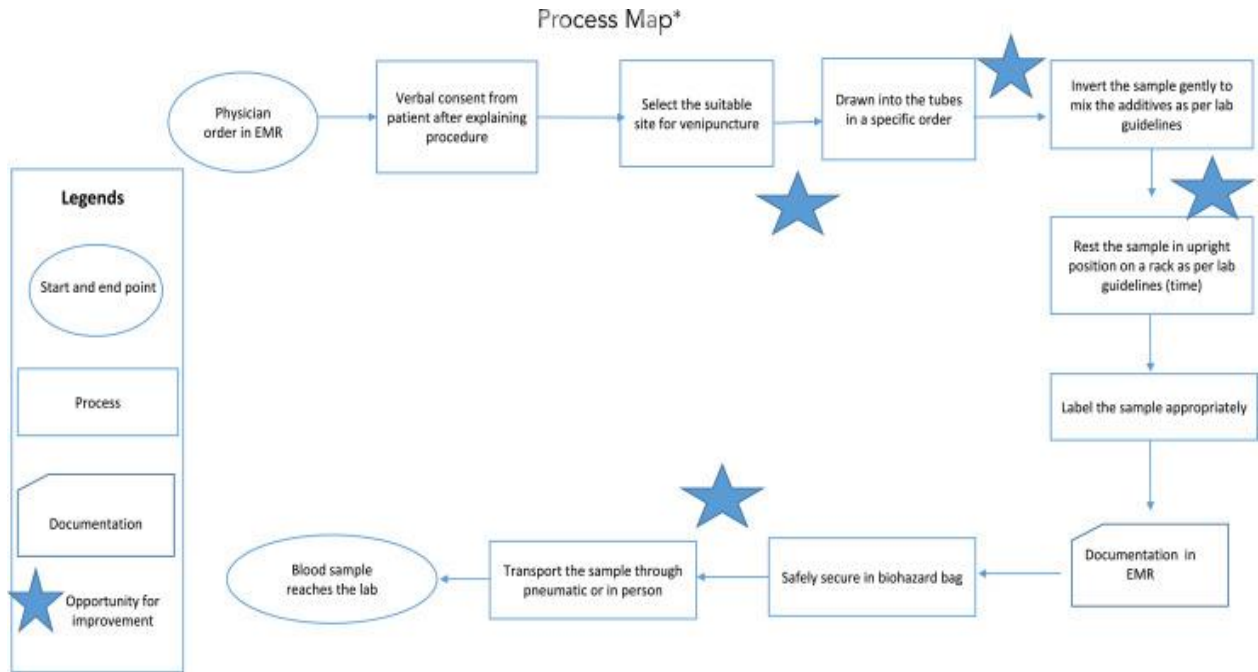 Process Map*
Physician
order in EMR
Verbal consent from
patient after explaining
procedure
Select the suitable
site for venipuncture
Drawn into the tubes
in a specific order
Invert the sample gently to
mix the additives as per lab
guidelines
Rest the sample in upright
position on a rack as per lab
guidelines (time)
Label the sample appropriately
Documentation in
EMR
Safely secure in biohazard bag
Transport the sample through
pneumatic or in person
Blood sample
reaches the lab
Legends
Start and end point
Process
Documentation
Opportunity for
improvement